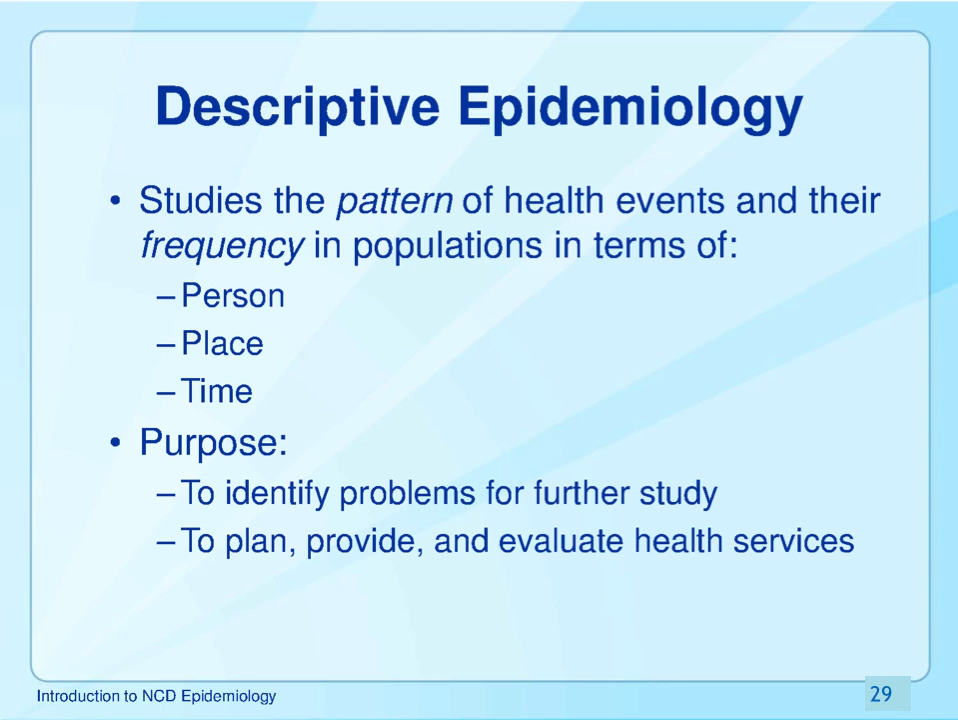 Descriptive Epidemiology
• Studies the pattern of health events and their
frequency in populations in terms of:
– Person
– Place
– Time
• Purpose:
– To identify problems for further study
– To plan, provide, and evaluate health services
Introduction to NCD Epidemiology
29